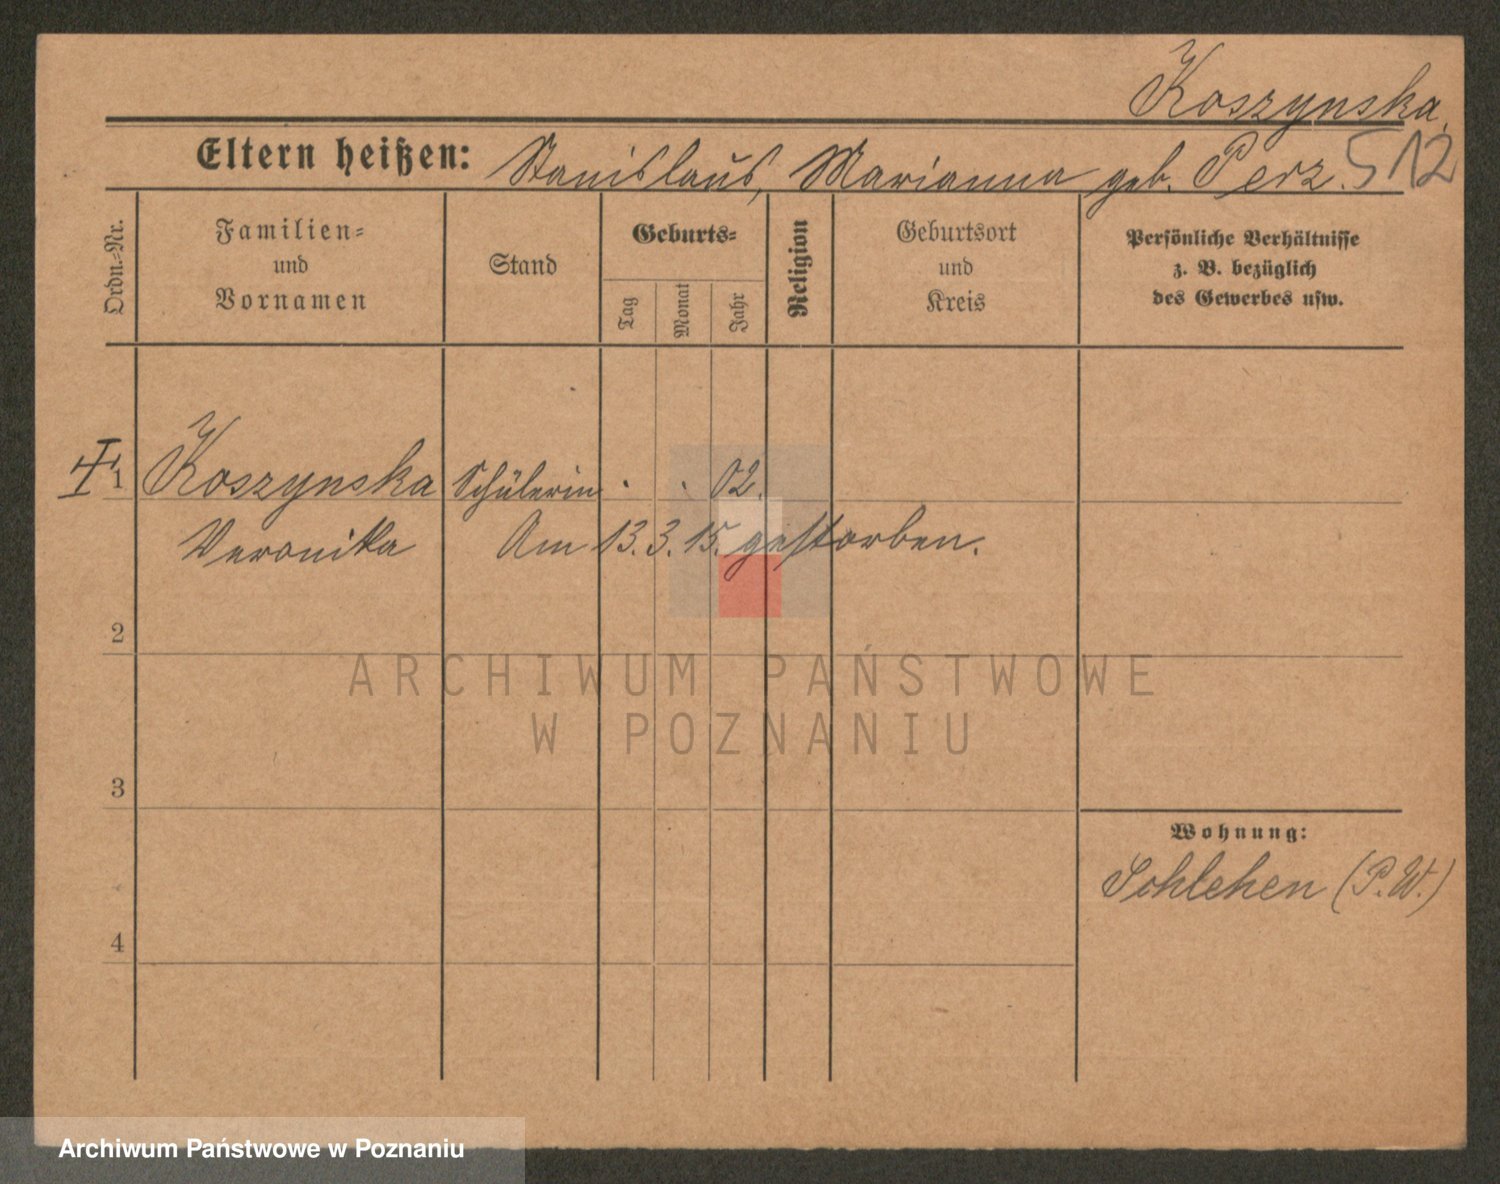 Koszynska.
Eltern heißen: Stanislaus, Marianna geb. Perz. 512
Ordn.-Nr.
Familien- und Vornamen
Stand
Geburts-
Tag
Monat
Jahr
Religion
Geburtsort und Kreis
Persönliche Verhältnisse
z. B. bezüglich
des Gewerbes usw.
1 Koszynska Schülerin . . 02.
Veronika Am 13. 3. 15. gestorben.
2
ARCHIWUM PAŃSTWOWE
W POZNANIU
3
Wohnung:
Schlehen (P. W.)
4
Archiwum Państwowe w Poznaniu